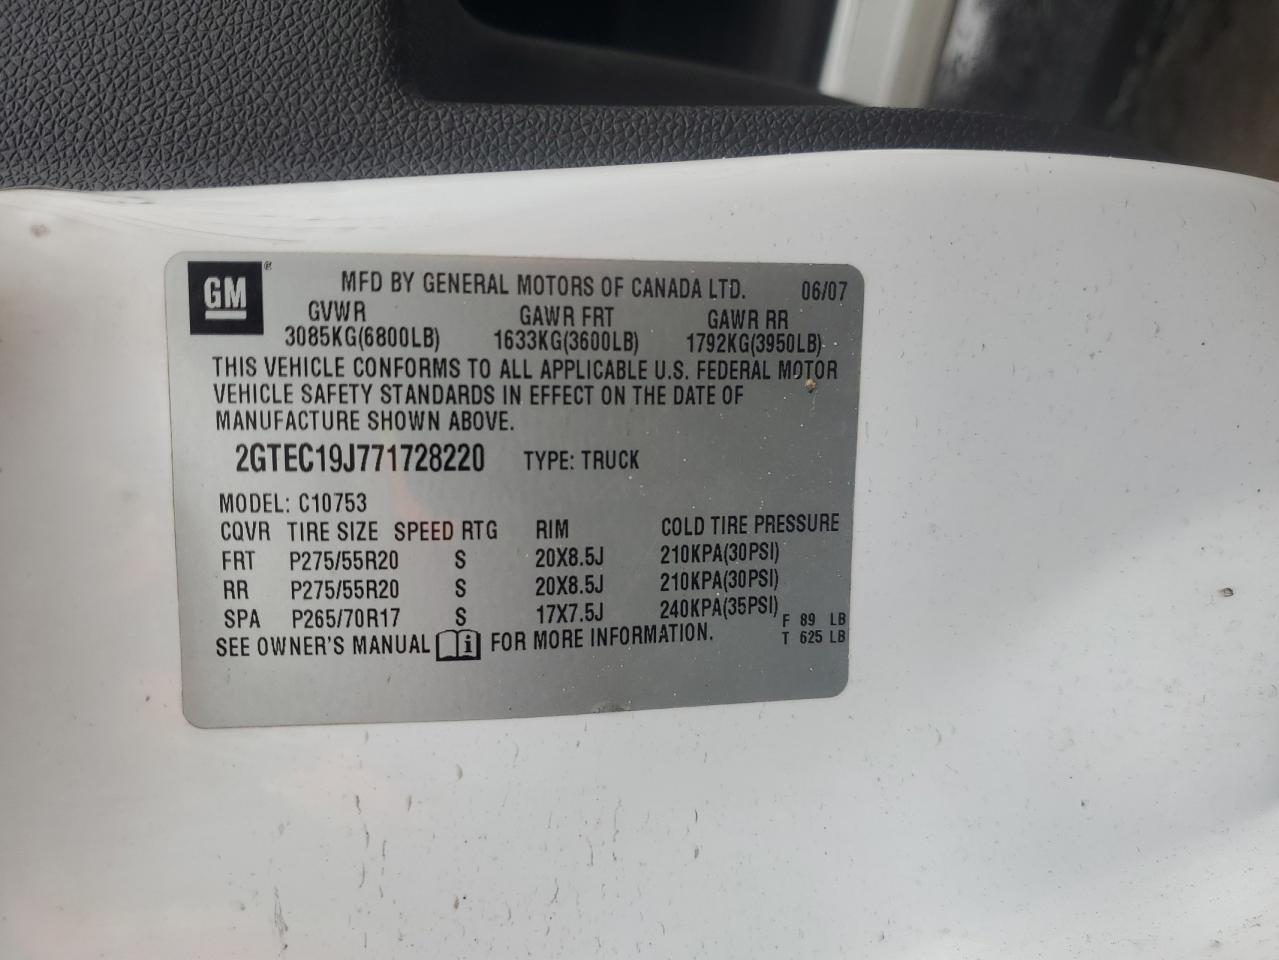 GM ®
MFD BY GENERAL MOTORS OF CANADA LTD. 06/07
GVWR GAWR FRT GAWR RR
3085KG(6800LB) 1633KG(3600LB) 1792KG(3950LB)
THIS VEHICLE CONFORMS TO ALL APPLICABLE U.S. FEDERAL MOTOR
VEHICLE SAFETY STANDARDS IN EFFECT ON THE DATE OF
MANUFACTURE SHOWN ABOVE.
2GTEC19J771728220 TYPE: TRUCK
MODEL: C10753
CQVR TIRE SIZE SPEED RTG RIM COLD TIRE PRESSURE
FRT P275/55R20 S 20X8.5J 210KPA(30PSI)
RR P275/55R20 S 20X8.5J 210KPA(30PSI)
SPA P265/70R17 S 17X7.5J 240KPA(35PSI) F 89 LB
SEE OWNER'S MANUAL i FOR MORE INFORMATION. T 625 LB